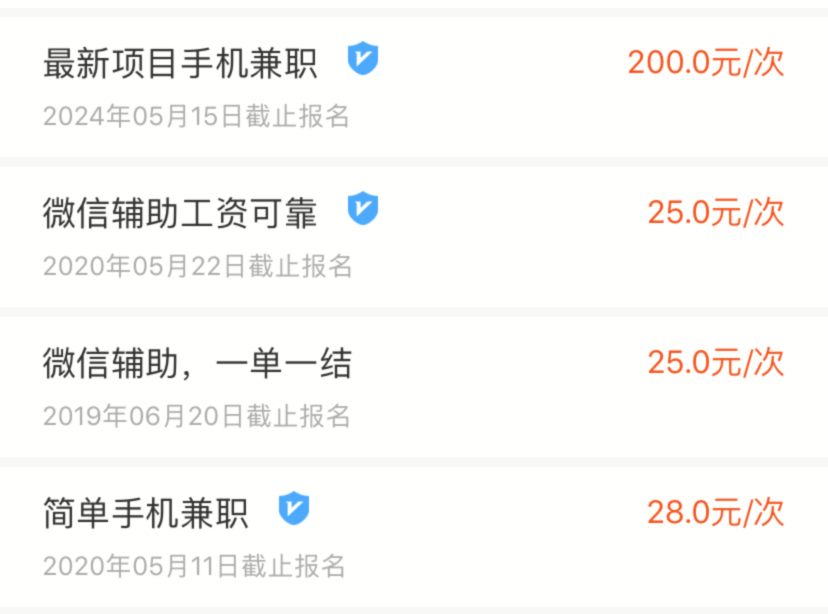 最新项目手机兼职
200.0元/次
2024年05月15日截止报名
微信辅助工资可靠
25.0元/次
2020年05月22日截止报名
微信辅助，一单一结
25.0元/次
2019年06月20日截止报名
简单手机兼职
28.0元/次
2020年05月11日截止报名